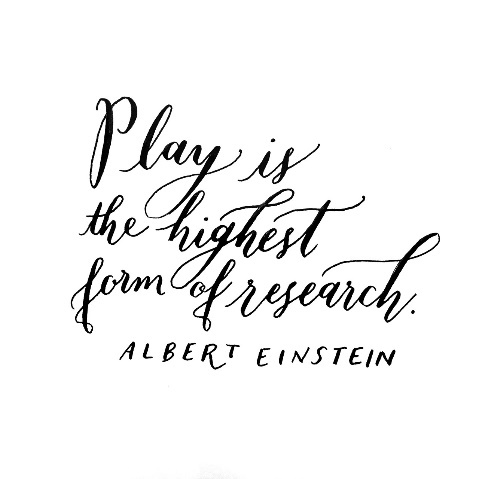 Play is
the highest
form of research.
ALBERT EINSTEIN